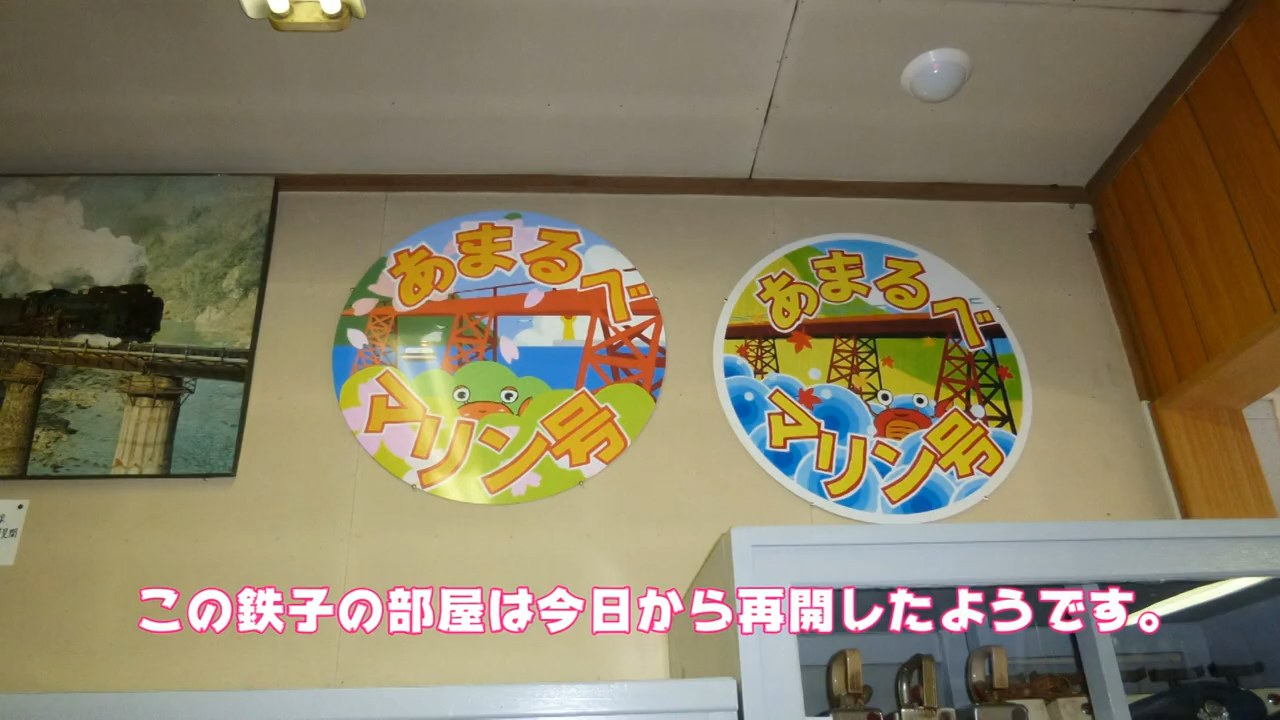 あまるべ
マリン号
あまるべ
マリン号
この鉄子の部屋は今日から再開したようです。